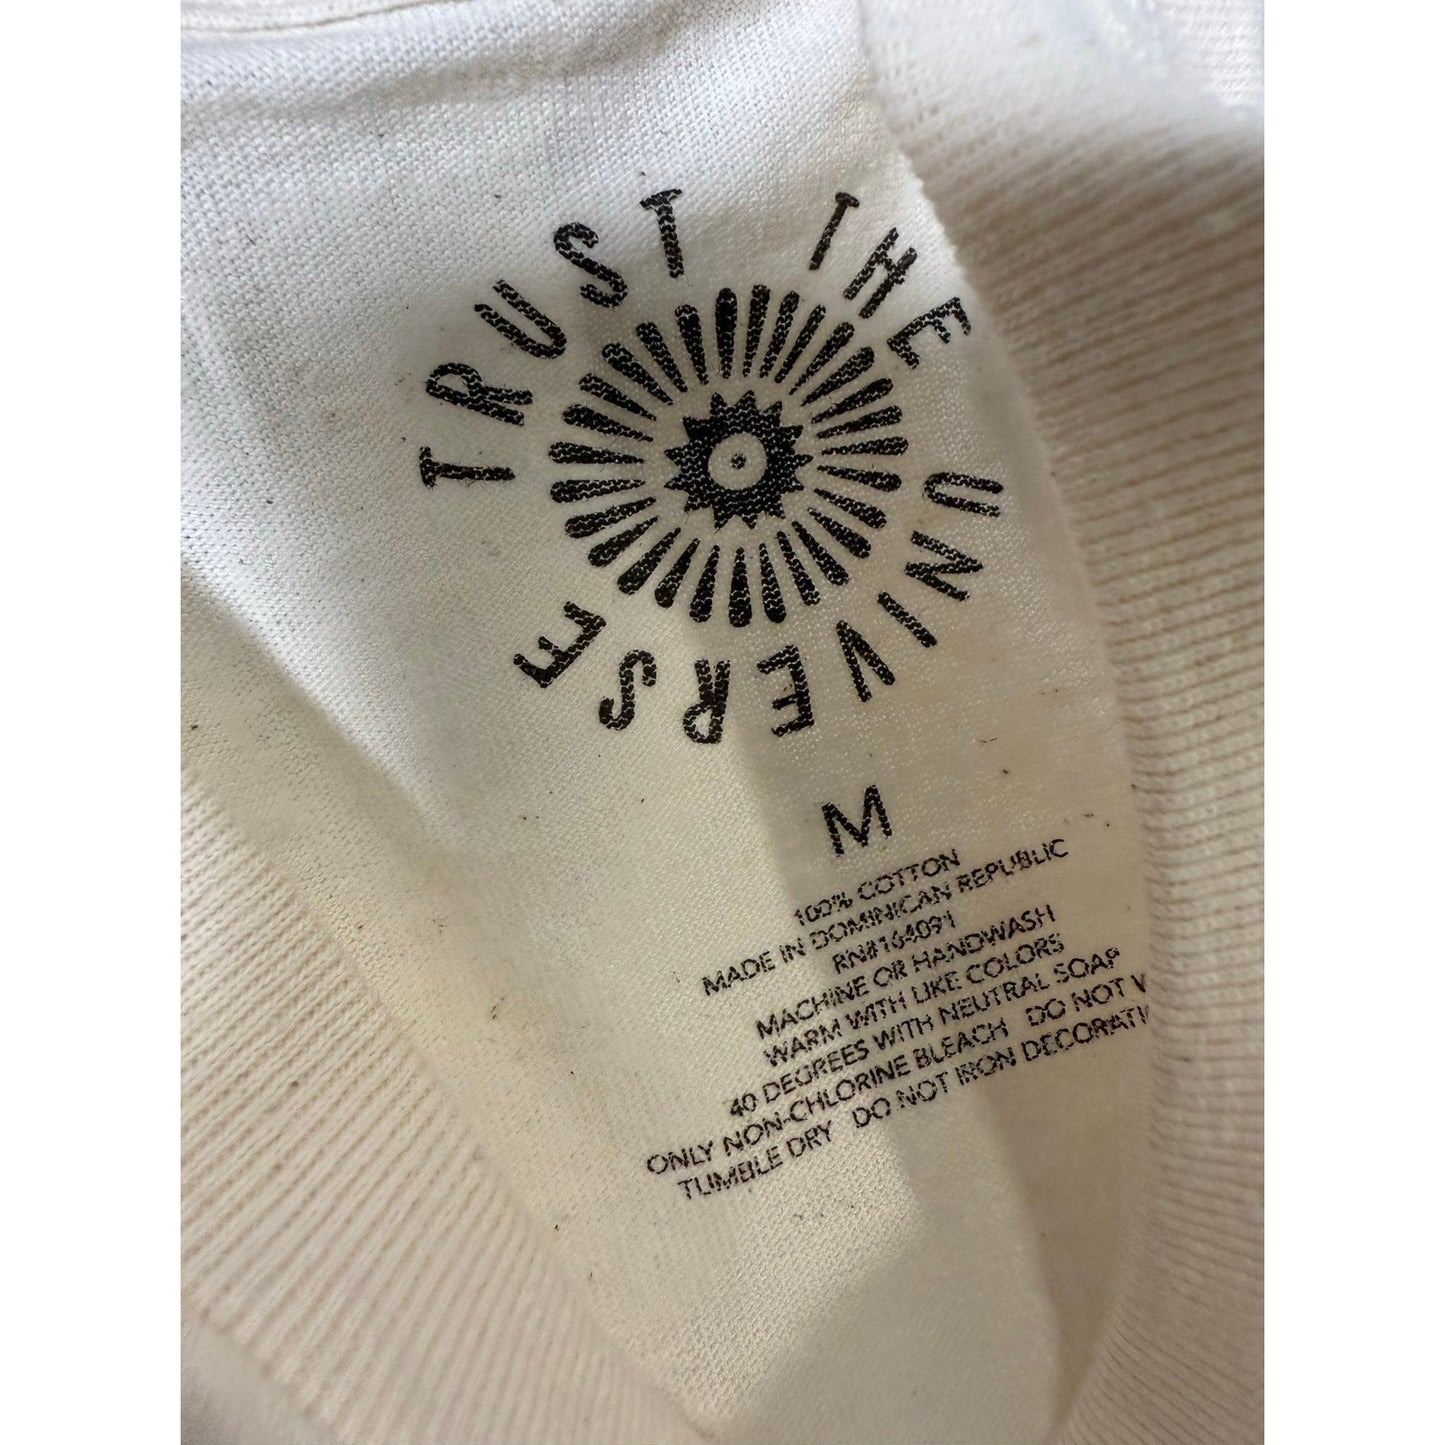 TRUST THE UNIVERSE
M
100% COTTON
MADE IN DOMINICAN REPUBLIC
RN#164091
MACHINE OR HANDWASH
WARM WITH LIKE COLORS
40 DEGREES WITH NEUTRAL SOAP
ONLY NON-CHLORINE BLEACH DO NOT
TUMBLE DRY DO NOT IRON